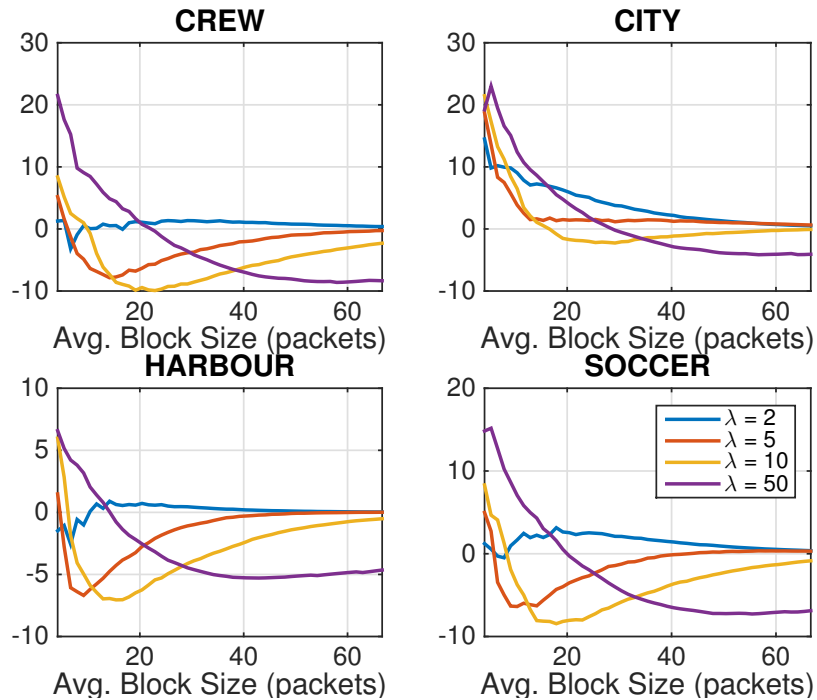 CREW
30
20
10
0
-10
20
40
60
Avg. Block Size (packets)
CITY
30
20
10
0
-10
20
40
60
Avg. Block Size (packets)
HARBOUR
10
5
0
-5
-10
20
40
60
Avg. Block Size (packets)
SOCCER
20
10
0
-10
20
40
60
Avg. Block Size (packets)
λ = 2
λ = 5
λ = 10
λ = 50